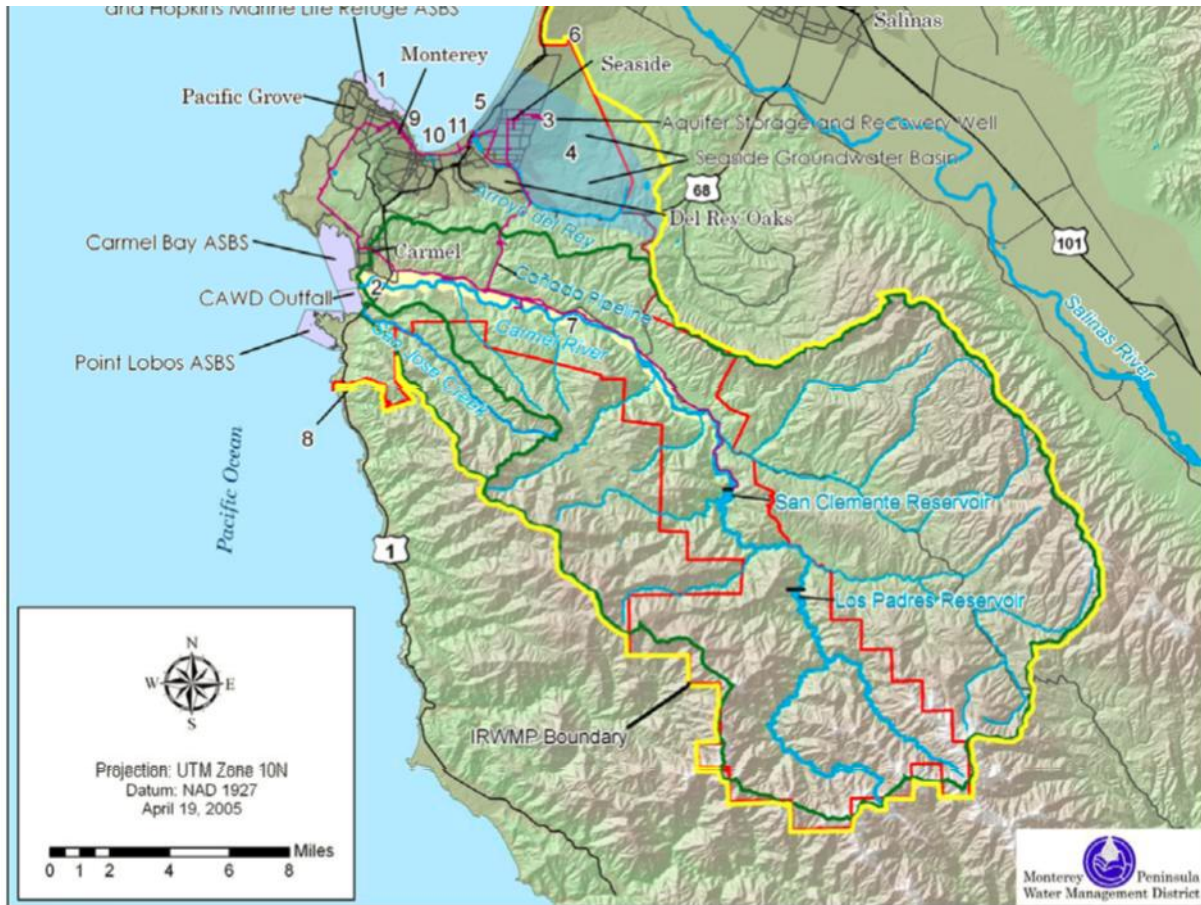 and Hopkins Marine Life Refuge ASBS
Salinas
6
Monterey
Seaside
1
Pacific Grove
5
9
10
11
3
Aquifer Storage and Recovery Well
4
Seaside Groundwater Basin
68
Arroyo del Rey
Del Rey Oaks
101
Carmel Bay ASBS
Carmel
Cañada Pipeline
CAWD Outfall
2
7
Salinas River
Carmel River
San Jose Creek
Point Lobos ASBS
8
Pacific Ocean
San Clemente Reservoir
1
Los Padres Reservoir
IRWMP Boundary
N
W
E
S
Projection: UTM Zone 10N
Datum: NAD 1927
April 19, 2005
Miles
0 1 2 4 6 8
Monterey Peninsula
Water Management District